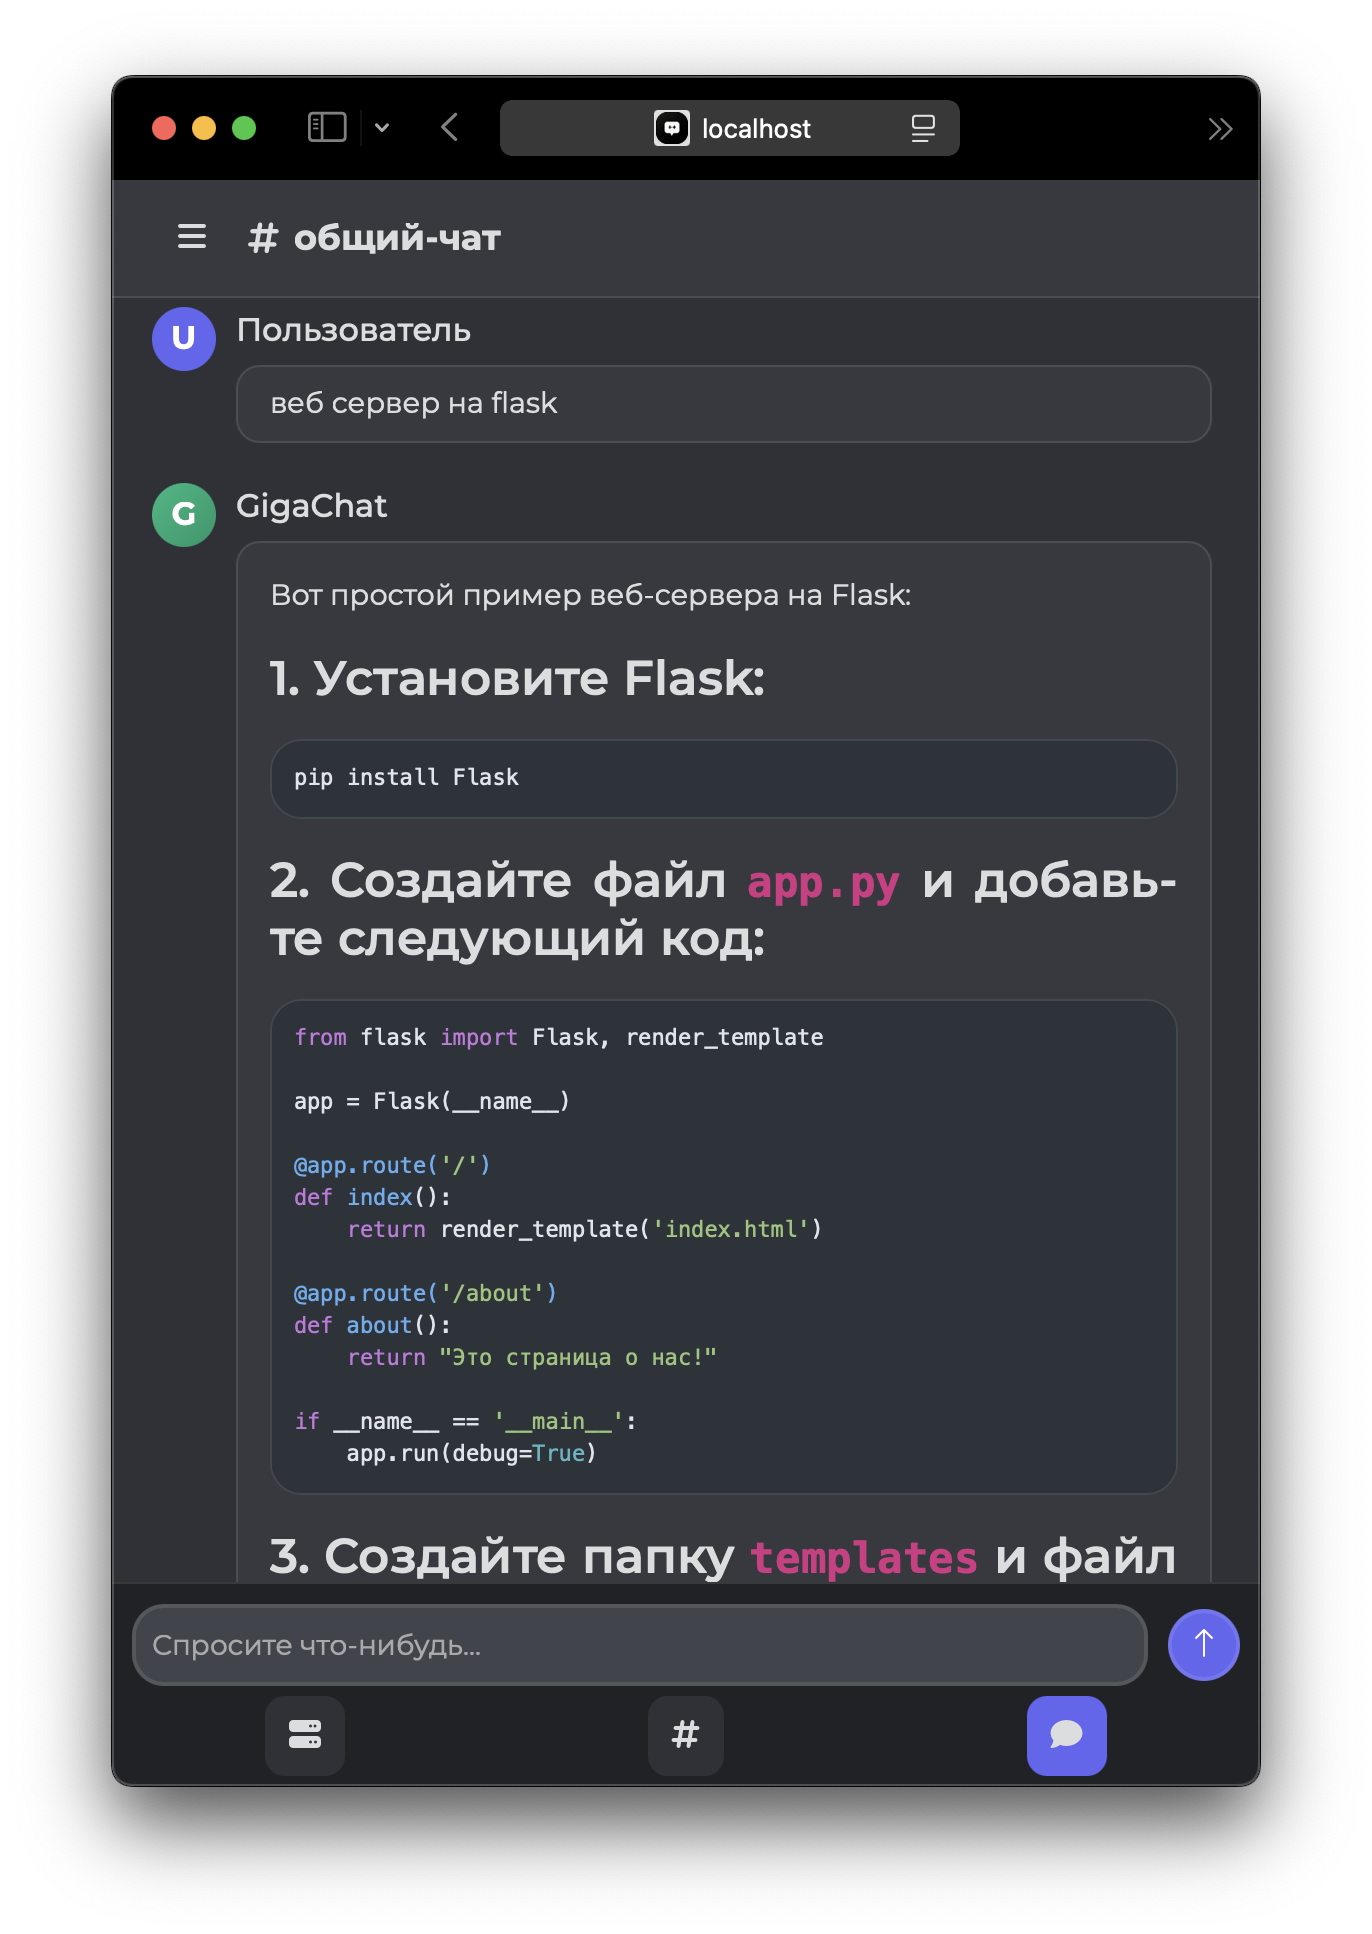 localhost
# общий-чат
U
Пользователь
веб сервер на flask
G
GigaChat
Вот простой пример веб-сервера на Flask:
1. Установите Flask:
pip install Flask
2. Создайте файл app.py и добавь-
те следующий код:
from flask import Flask, render_template
app = Flask(__name__)
@app.route('/')
def index():
    return render_template('index.html')
@app.route('/about')
def about():
    return "Это страница о нас!"
if __name__ == '__main__':
    app.run(debug=True)
3. Создайте папку templates и файл
Спросите что-нибудь...
#